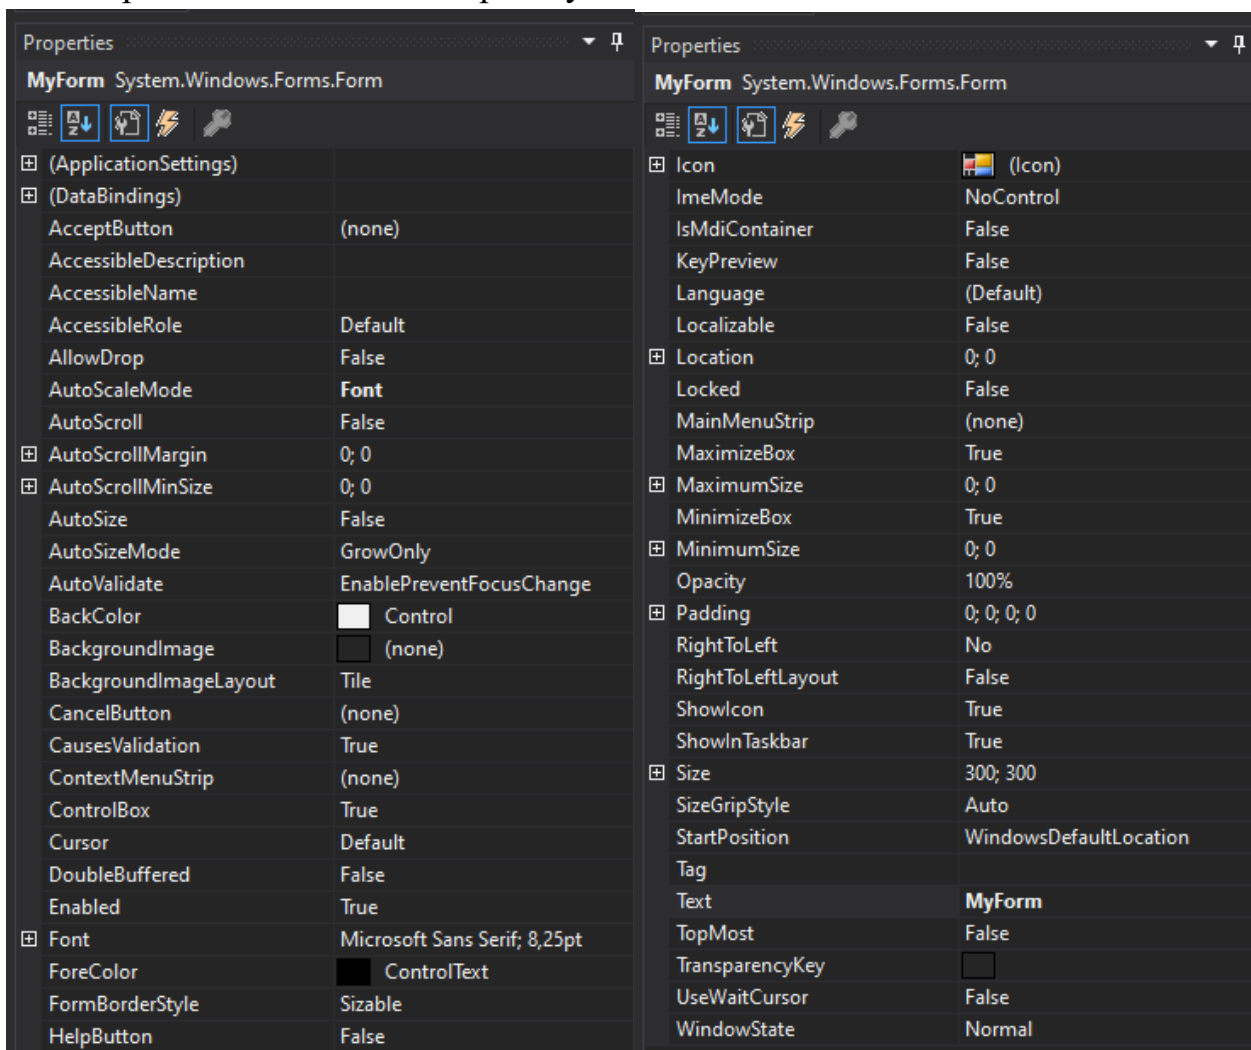 Properties
MyForm System.Windows.Forms.Form
(ApplicationSettings)
(DataBindings)
AcceptButton (none)
AccessibleDescription
AccessibleName
AccessibleRole Default
AllowDrop False
AutoScaleMode Font
AutoScroll False
AutoScrollMargin 0; 0
AutoScrollMinSize 0; 0
AutoSize False
AutoSizeMode GrowOnly
AutoValidate EnablePreventFocusChange
BackColor Control
BackgroundImage (none)
BackgroundImageLayout Tile
CancelButton (none)
CausesValidation True
ContextMenuStrip (none)
ControlBox True
Cursor Default
DoubleBuffered False
Enabled True
Font Microsoft Sans Serif; 8,25pt
ForeColor ControlText
FormBorderStyle Sizable
HelpButton False
Properties
MyForm System.Windows.Forms.Form
Icon (Icon)
ImeMode NoControl
IsMdiContainer False
KeyPreview False
Language (Default)
Localizable False
Location 0; 0
Locked False
MainMenuStrip (none)
MaximizeBox True
MaximumSize 0; 0
MinimizeBox True
MinimumSize 0; 0
Opacity 100%
Padding 0; 0; 0; 0
RightToLeft No
RightToLeftLayout False
ShowIcon True
ShowInTaskbar True
Size 300; 300
SizeGripStyle Auto
StartPosition WindowsDefaultLocation
Tag
Text MyForm
TopMost False
TransparencyKey
UseWaitCursor False
WindowState Normal